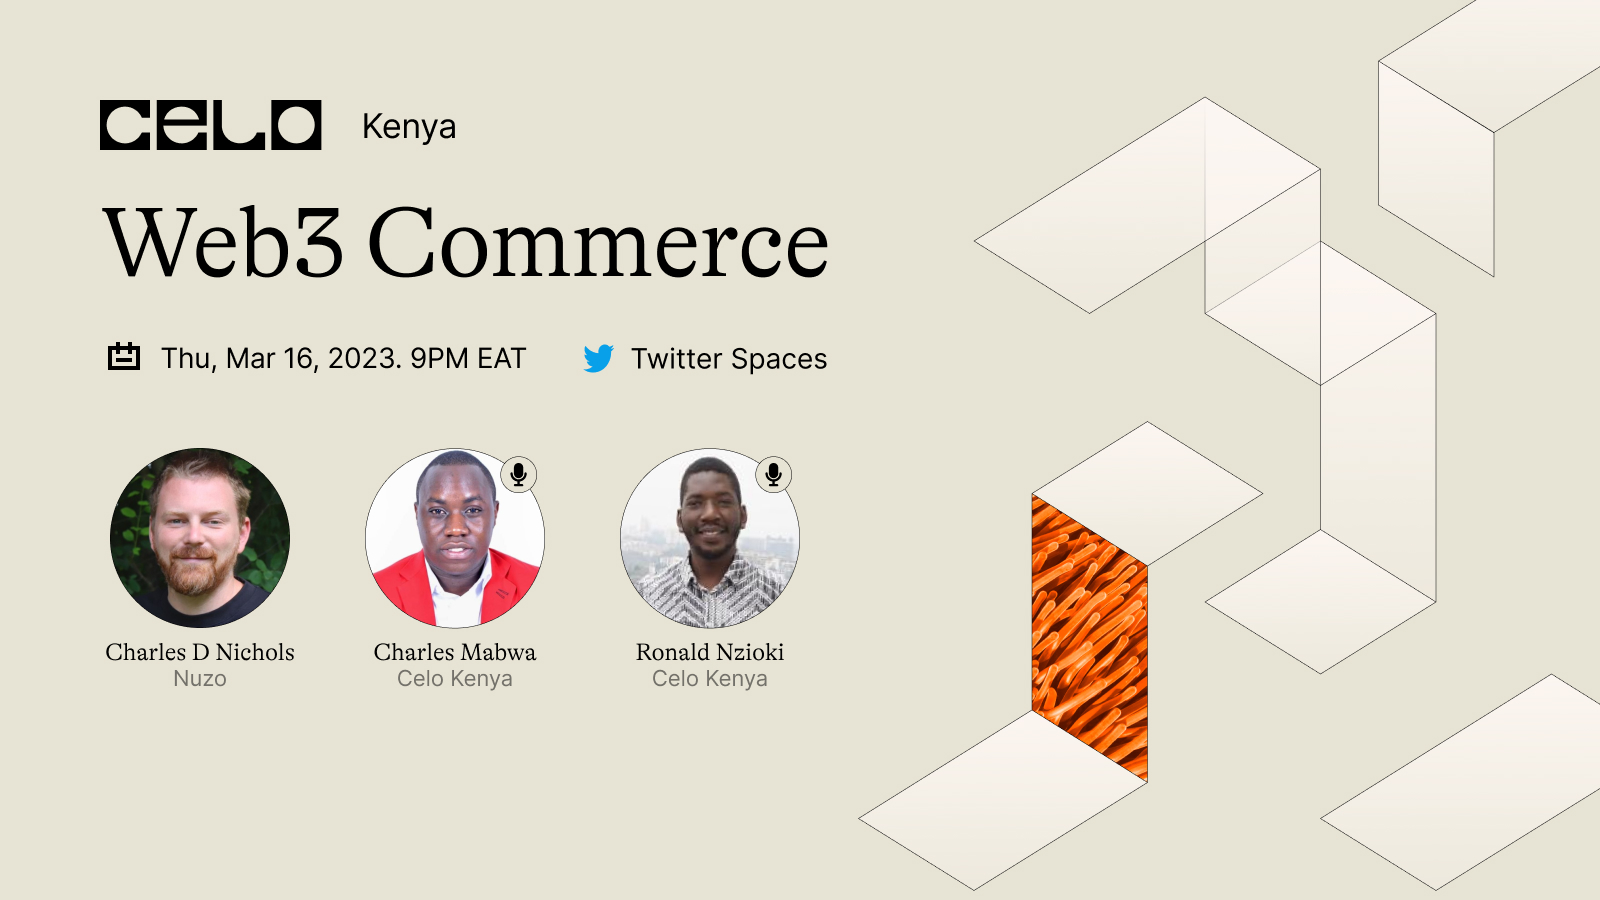 CELO Kenya
Web3 Commerce
Thu, Mar 16, 2023. 9PM EAT Twitter Spaces
Charles D Nichols Charles Mabwa Ronald Nzioki
Nuzo Celo Kenya Celo Kenya